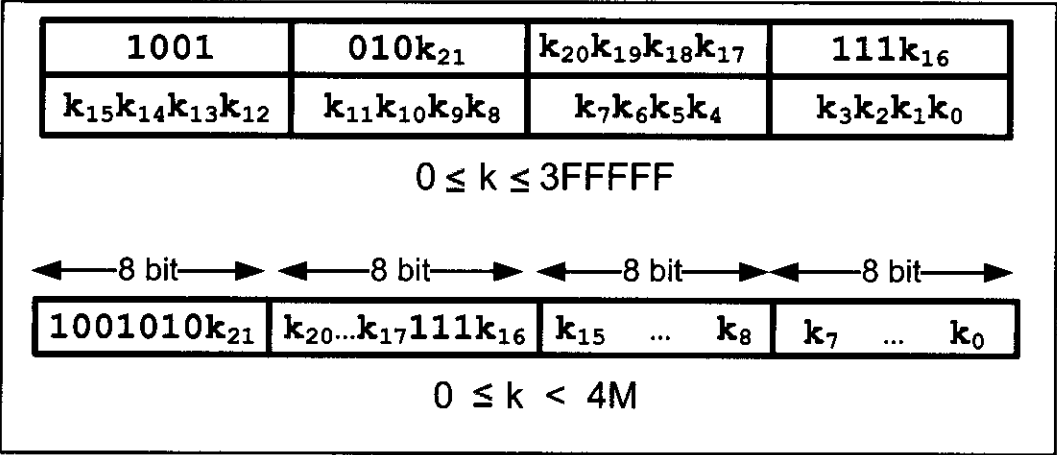 1001 010k₂₁ k₂₀k₁₉k₁₈k₁₇ 111k₁₆
k₁₅k₁₄k₁₃k₁₂ k₁₁k₁₀k₉k₈ k₇k₆k₅k₄ k₃k₂k₁k₀
0 ≤ k ≤ 3FFFFF
8 bit 8 bit 8 bit 8 bit
1001010k₂₁ k₂₀...k₁₇111k₁₆ k₁₅ ... k₈ k₇ ... k₀
0 ≤ k < 4M